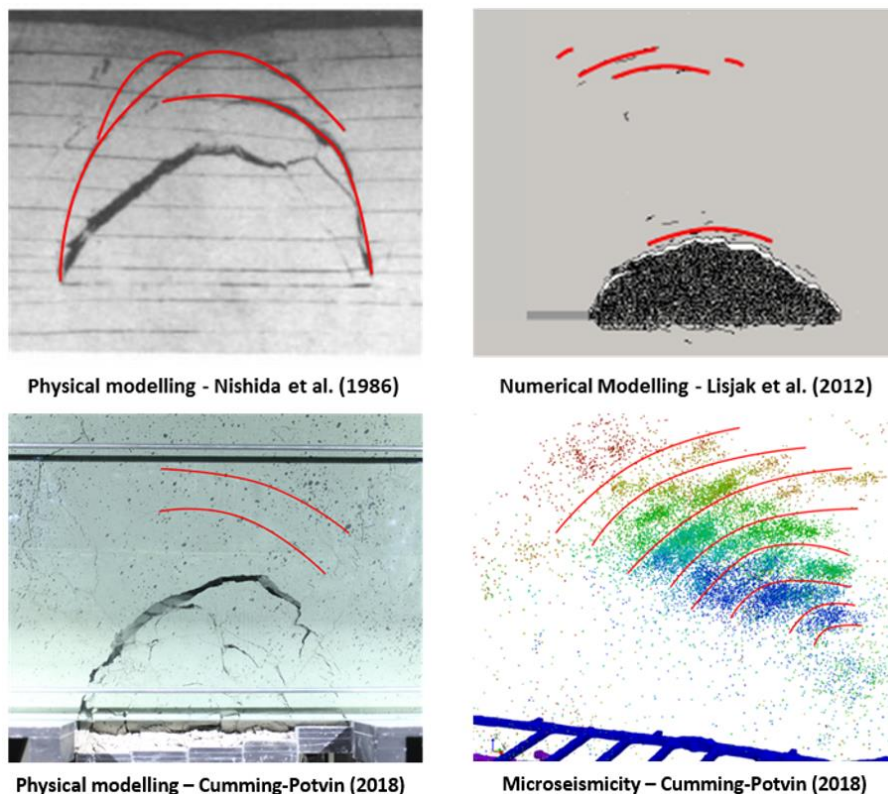 Physical modelling - Nishida et al. (1986)
Numerical Modelling - Lisjak et al. (2012)
Physical modelling – Cumming-Potvin (2018)
Microseismicity – Cumming-Potvin (2018)